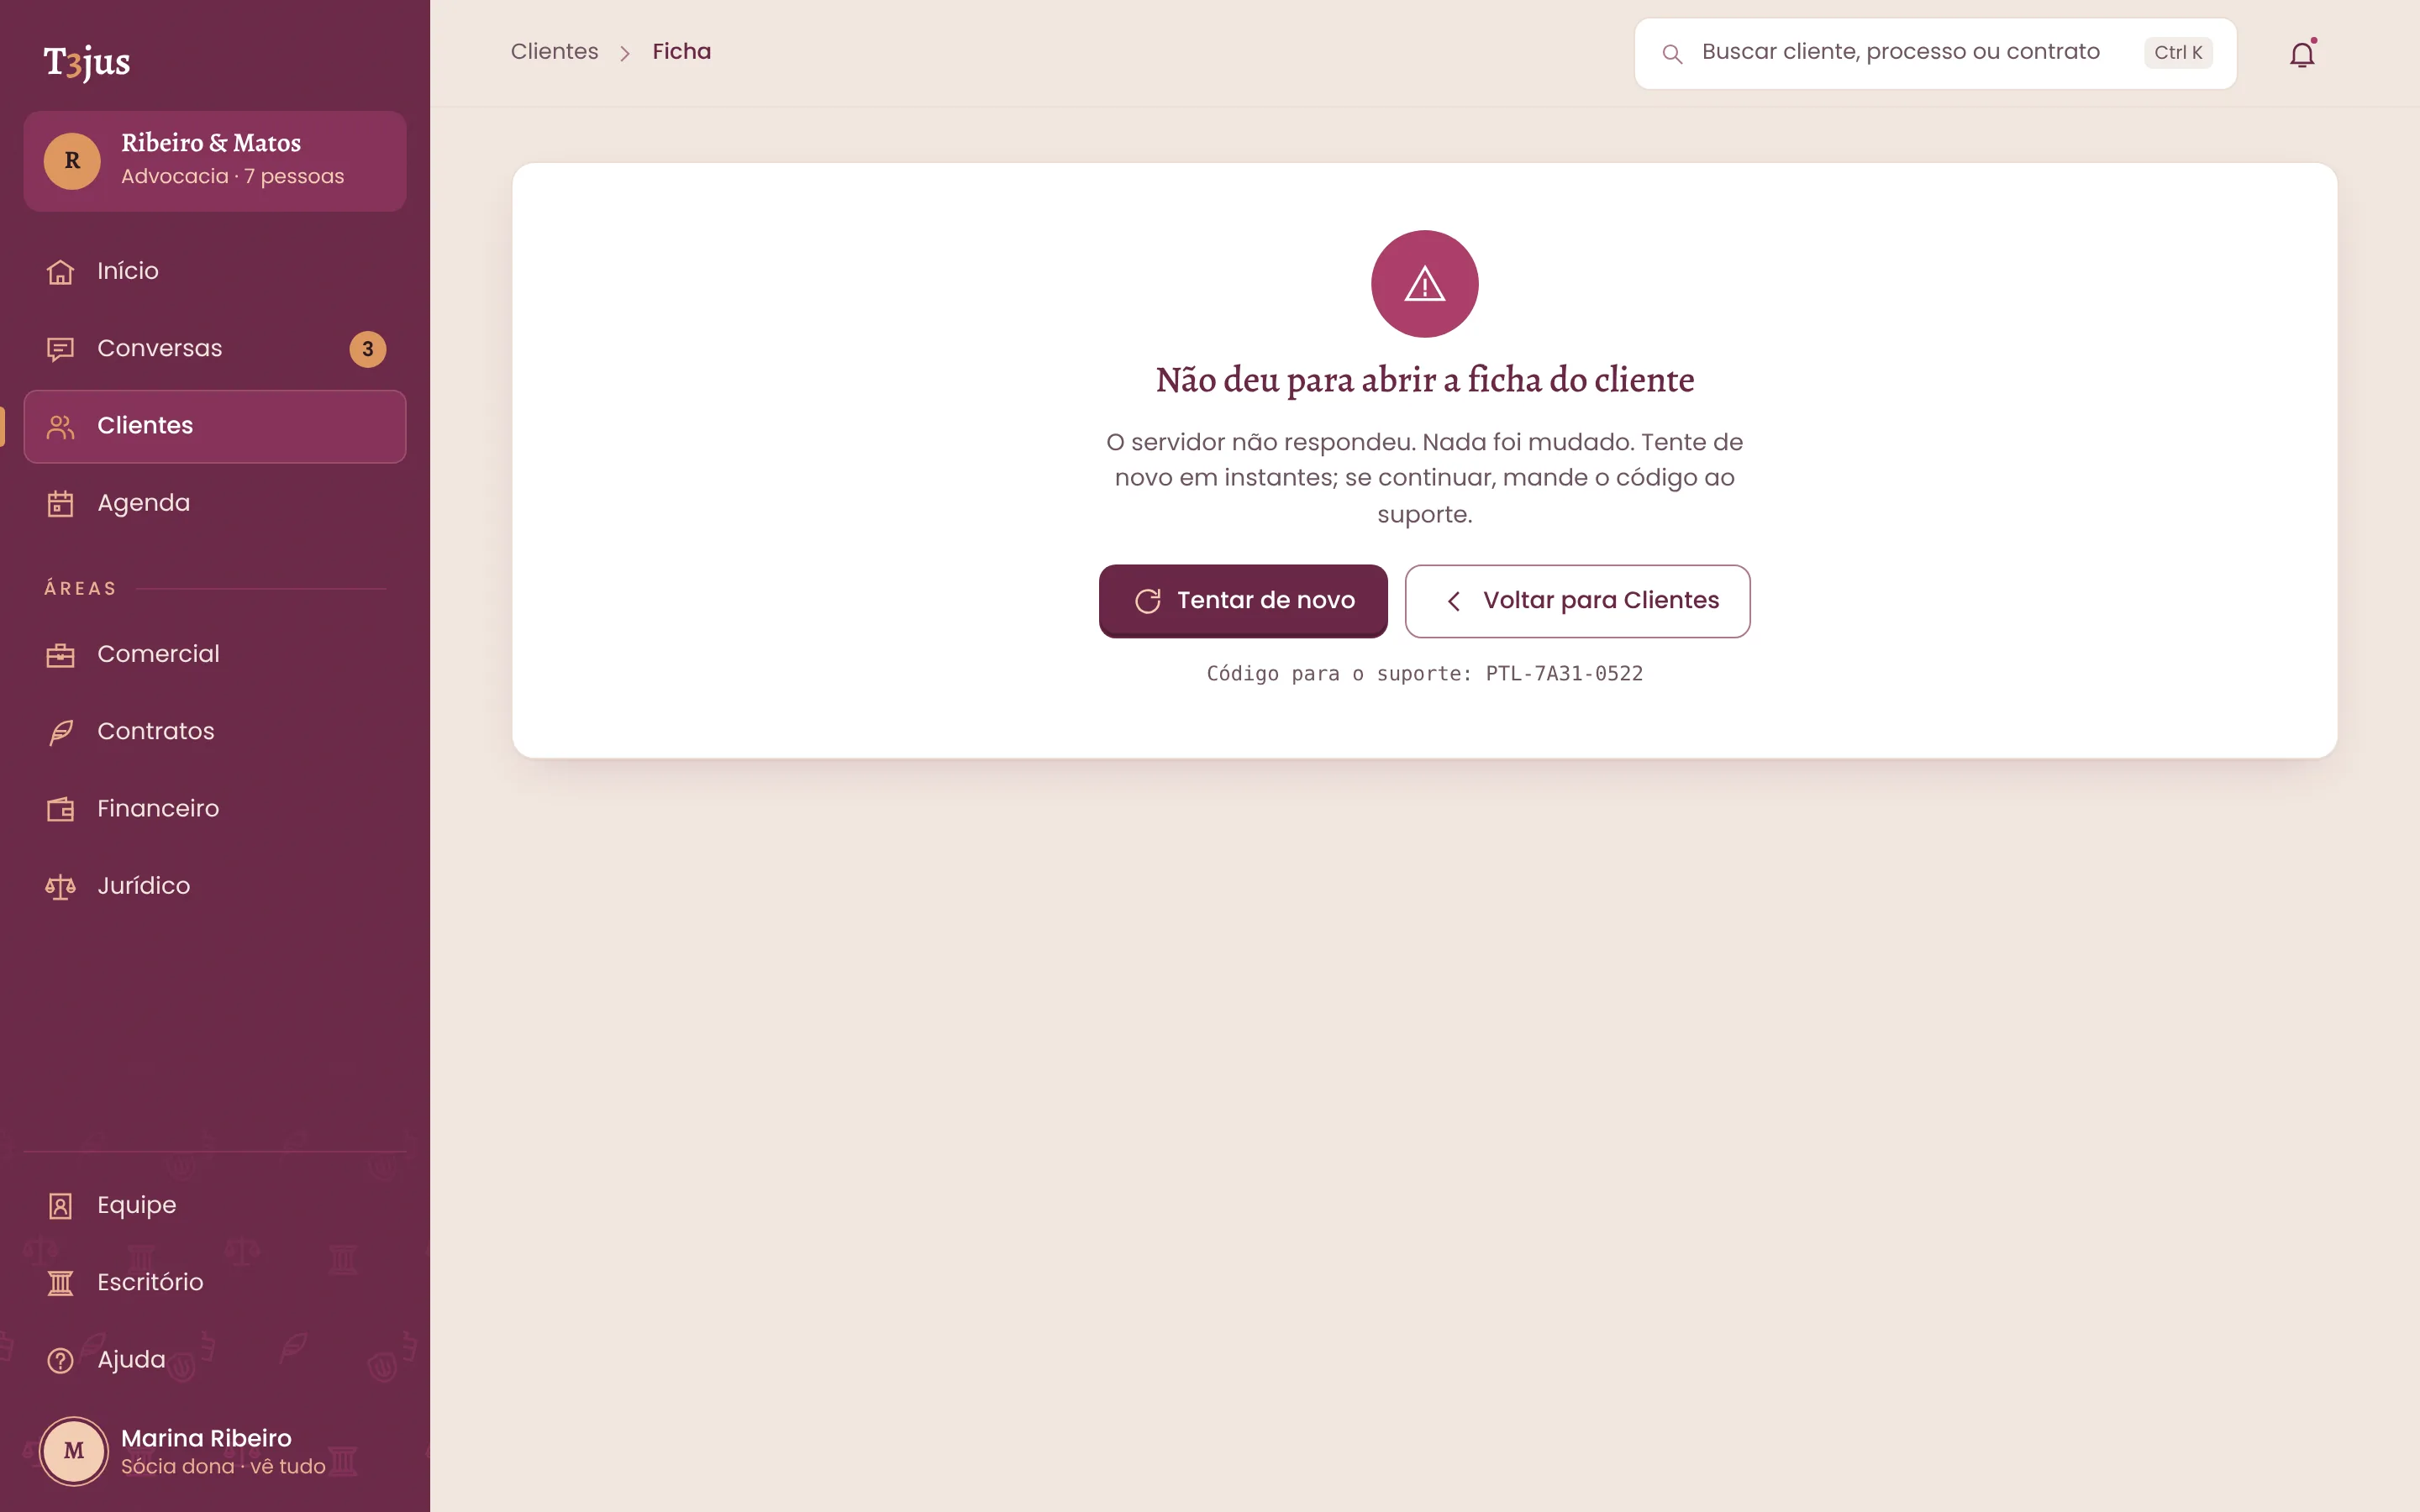 T3jus
R
Ribeiro & Matos
Advocacia · 7 pessoas
Início
Conversas
3
Clientes
Agenda
ÁREAS
Comercial
Contratos
Financeiro
Jurídico
Equipe
Escritório
Ajuda
M
Marina Ribeiro
Sócia dona · vê tudo
Clientes
Ficha
Buscar cliente, processo ou contrato
Ctrl K
Não deu para abrir a ficha do cliente
O servidor não respondeu. Nada foi mudado. Tente de
novo em instantes; se continuar, mande o código ao
suporte.
Tentar de novo
Voltar para Clientes
Código para o suporte: PTL-7A31-0522